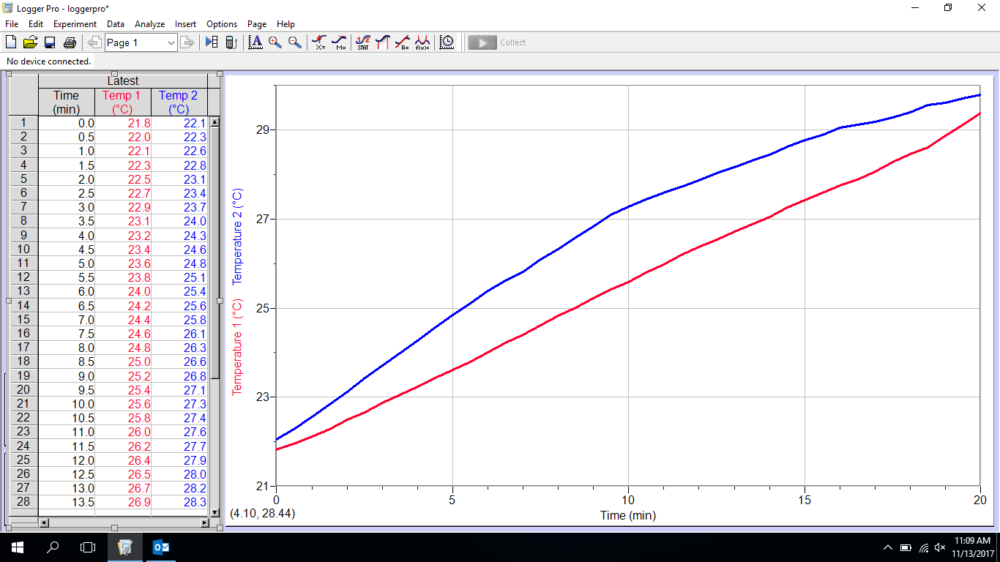 Logger Pro - loggerpro*
File Edit Experiment Data Analyze Insert Options Page Help
Page 1 X= M= STAT R= f(x)= Collect
No device connected.
Latest
Time Temp 1 Temp 2
(min) (°C) (°C)
1 0.0 21.8 22.1
2 0.5 22.0 22.3
3 1.0 22.1 22.6
4 1.5 22.3 22.8
5 2.0 22.5 23.1
6 2.5 22.7 23.4
7 3.0 22.9 23.7
8 3.5 23.1 24.0
9 4.0 23.2 24.3
10 4.5 23.4 24.6
11 5.0 23.6 24.8
12 5.5 23.8 25.1
13 6.0 24.0 25.4
14 6.5 24.2 25.6
15 7.0 24.4 25.8
16 7.5 24.6 26.1
17 8.0 24.8 26.3
18 8.5 25.0 26.6
19 9.0 25.2 26.8
20 9.5 25.4 27.1
21 10.0 25.6 27.3
22 10.5 25.8 27.4
23 11.0 26.0 27.6
24 11.5 26.2 27.7
25 12.0 26.4 27.9
26 12.5 26.5 28.0
27 13.0 26.7 28.2
28 13.5 26.9 28.3
Temperature 1 (°C) Temperature 2 (°C)
29
27
25
23
21
0 5 10 15 20
(4.10, 28.44)
Time (min)
11:09 AM
11/13/2017